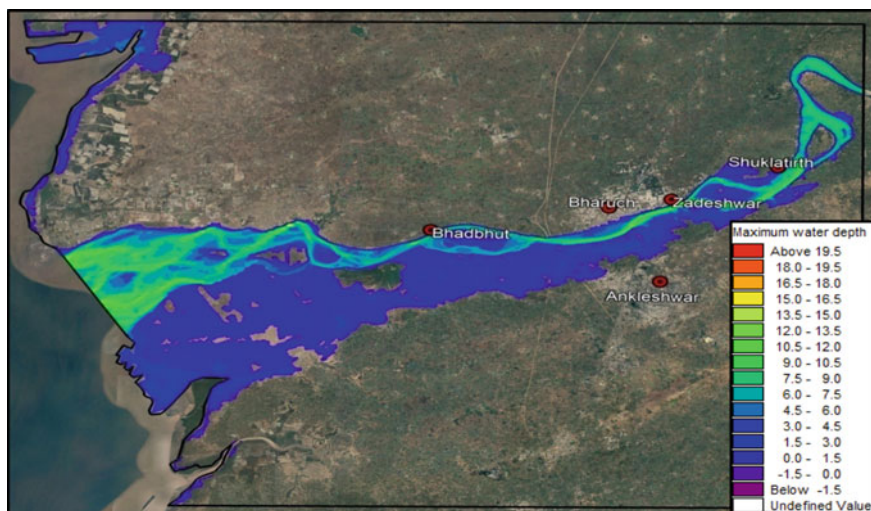 Shuklatirth
Bharuch
Zadeshwar
Bhadbhut
Ankleshwar
Maximum water depth
Above 19.5
18.0 - 19.5
16.5 - 18.0
15.0 - 16.5
13.5 - 15.0
12.0 - 13.5
10.5 - 12.0
9.0 - 10.5
7.5 - 9.0
6.0 - 7.5
4.5 - 6.0
3.0 - 4.5
1.5 - 3.0
0.0 - 1.5
-1.5 - 0.0
Below -1.5
Undefined Value